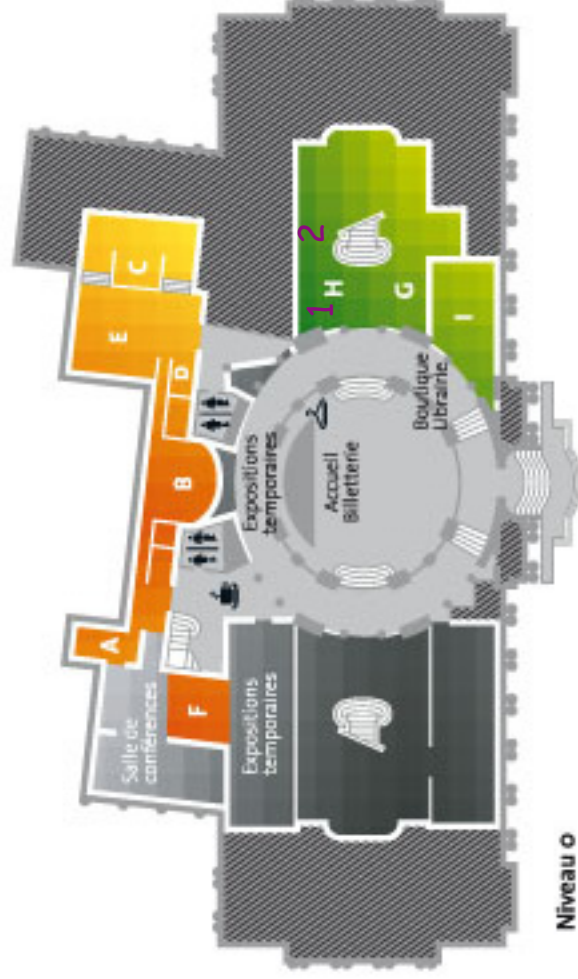 C
E
D
B
A
F
2
1
H
G
I
Boutique
Librairie
Expositions
temporaires
Accueil
Billetterie
Salle de
conférences
Expositions
temporaires
Niveau 0